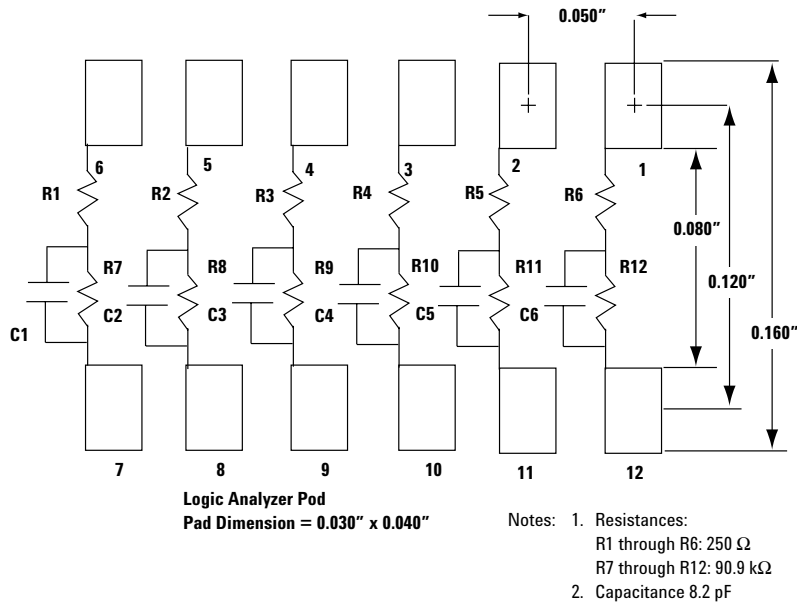 0.050"
6 5 4 3 2 1
R1 R2 R3 R4 R5 R6
0.080"
R7 R8 R9 R10 R11 R12
0.120"
C1 C2 C3 C4 C5 C6
0.160"
7 8 9 10 11 12
Logic Analyzer Pod
Pad Dimension = 0.030" x 0.040"
Notes: 1. Resistances:
R1 through R6: 250 Ω
R7 through R12: 90.9 kΩ
2. Capacitance 8.2 pF